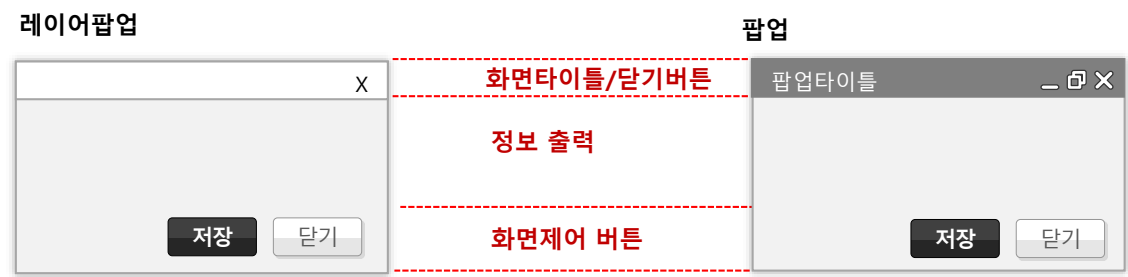 레이어팝업
팝업
X
화면타이틀/닫기버튼
팝업타이틀
정보 출력
저장
닫기
화면제어 버튼
저장
닫기